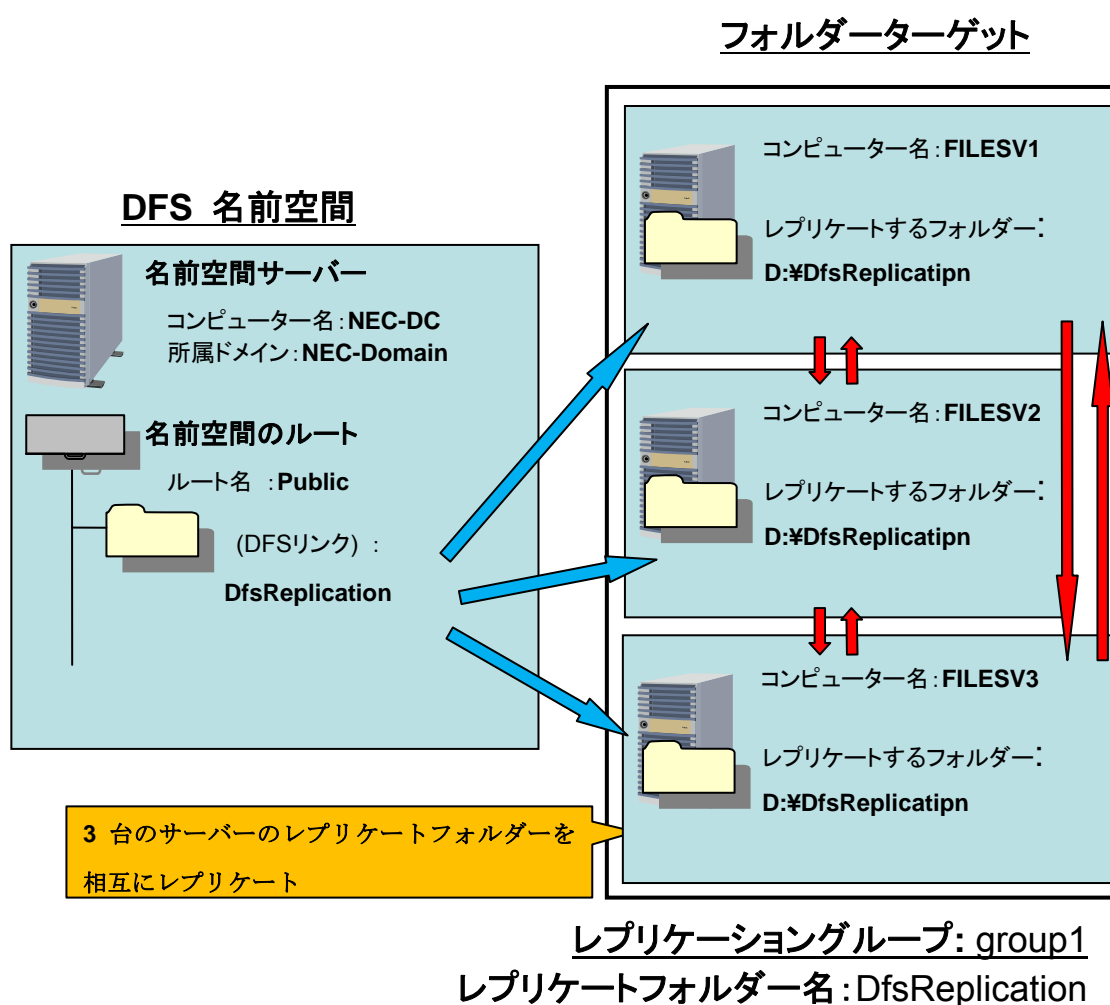 フォルダーターゲット
DFS 名前空間
名前空間サーバー
コンピューター名:NEC-DC
所属ドメイン:NEC-Domain
名前空間のルート
ルート名 :Public
(DFSリンク) :
DfsReplication
コンピューター名:FILESV1
レプリケートするフォルダー:
D:¥DfsReplicatipn
コンピューター名:FILESV2
レプリケートするフォルダー:
D:¥DfsReplicatipn
コンピューター名:FILESV3
レプリケートするフォルダー:
D:¥DfsReplicatipn
3 台のサーバーのレプリケートフォルダーを
相互にレプリケート
レプリケーショングループ: group1
レプリケートフォルダー名:DfsReplication